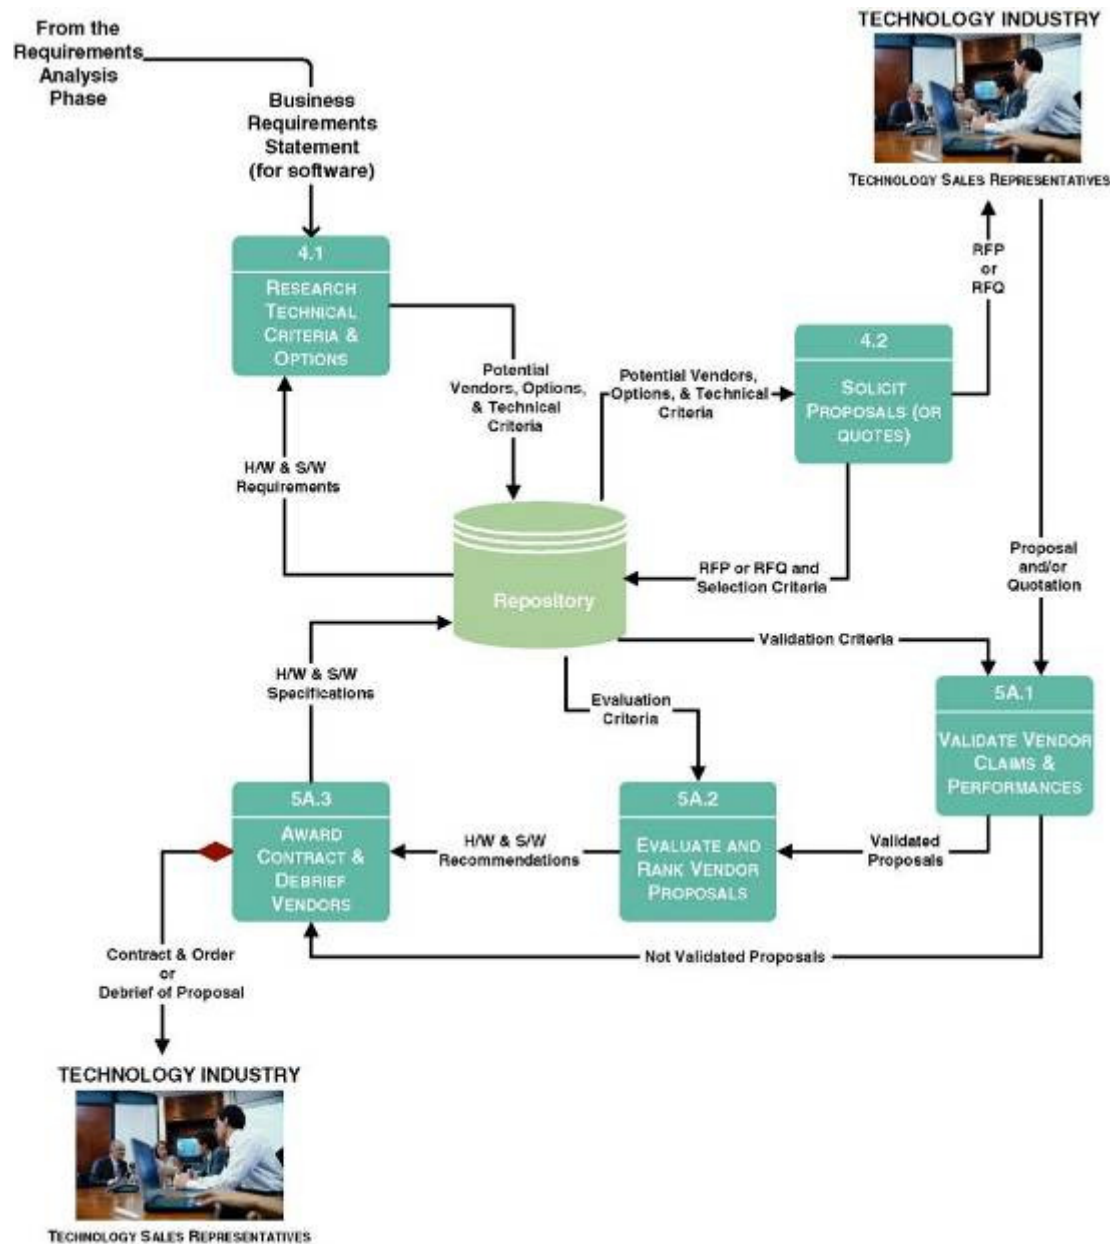 From the
Requirements
Analysis
Phase
Business
Requirements
Statement
(for software)
TECHNOLOGY INDUSTRY
TECHNOLOGY SALES REPRESENTATIVES
4.1
RESEARCH
TECHNICAL
CRITERIA &
OPTIONS
Potential
Vendors, Options,
& Technical
Criteria
Potential Vendors,
Options, & Technical
Criteria
4.2
SOLICIT
PROPOSALS (OR
QUOTES)
RFP
or
RFQ
H/W & S/W
Requirements
Repository
RFP or RFQ and
Selection Criteria
Proposal
and/or
Quotation
Validation Criteria
H/W & S/W
Specifications
Evaluation
Criteria
5A.1
VALIDATE VENDOR
CLAIMS &
PERFORMANCES
5A.3
AWARD
CONTRACT &
DEBRIEF
VENDORS
H/W & S/W
Recommendations
5A.2
EVALUATE AND
RANK VENDOR
PROPOSALS
Validated
Proposals
Not Validated Proposals
Contract & Order
or
Debrief of Proposal
TECHNOLOGY INDUSTRY
TECHNOLOGY SALES REPRESENTATIVES